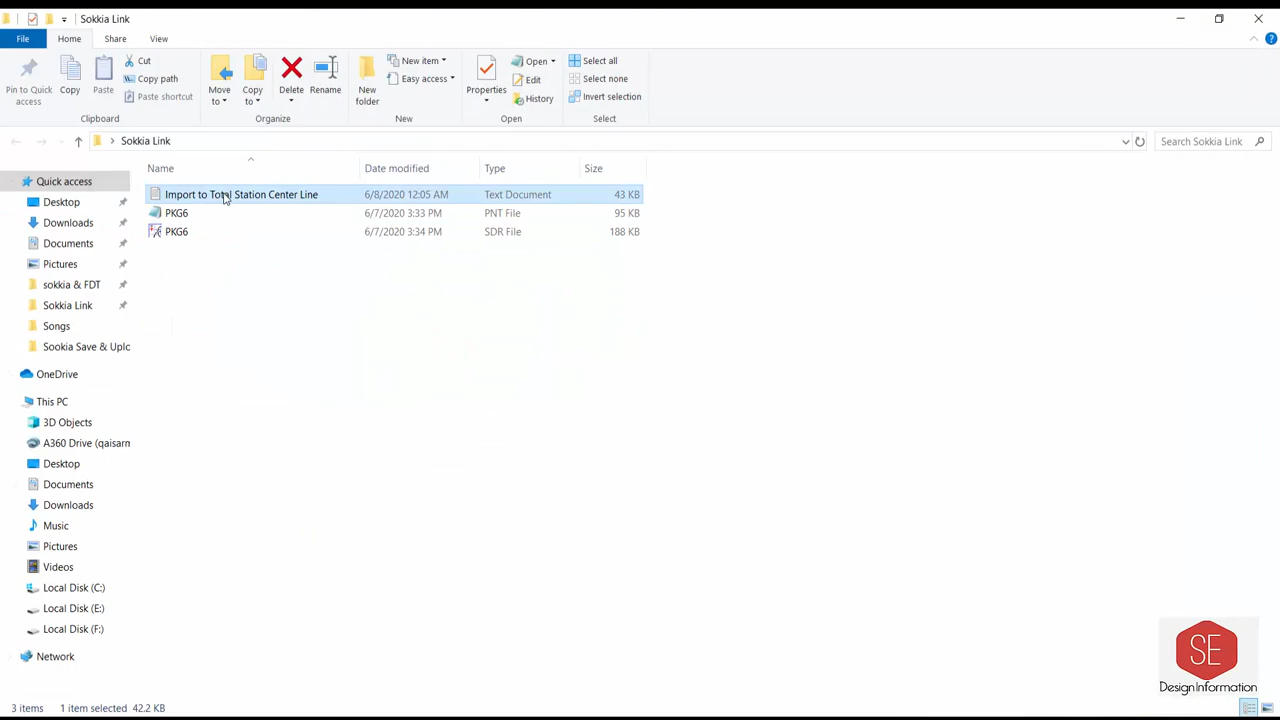 Sokkia Link
File Home Share View
Pin to Quick access
Copy
Paste
Cut
Copy path
Paste shortcut
Clipboard
Move to
Copy to
Delete
Rename
Organize
New folder
New item
Easy access
New
Properties
Open
Edit
History
Open
Select all
Select none
Invert selection
Select
Sokkia Link
Search Sokkia Link
Name Date modified Type Size
Import to Total Station Center Line 6/8/2020 12:05 AM Text Document 43 KB
PKG6 6/7/2020 3:33 PM PNT File 95 KB
PKG6 6/7/2020 3:34 PM SDR File 188 KB
Quick access
Desktop
Downloads
Documents
Pictures
sokkia & FDT
Sokkia Link
Songs
Sookia Save & Uplc
OneDrive
This PC
3D Objects
A360 Drive (qaisarn
Desktop
Documents
Downloads
Music
Pictures
Videos
Local Disk (C:)
Local Disk (E:)
Local Disk (F:)
Network
SE
Design Information
3 items 1 item selected 42.2 KB